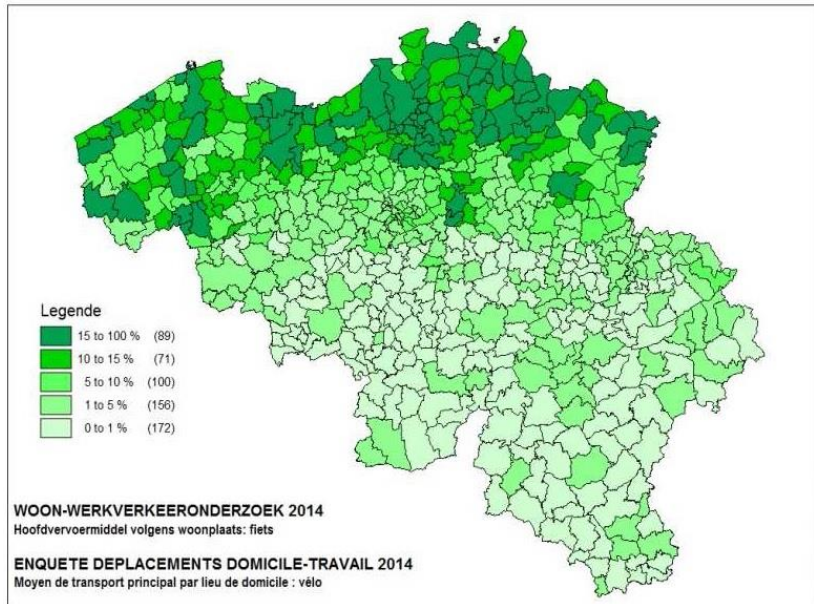 Legende
15 to 100 % (89)
10 to 15 % (71)
5 to 10 % (100)
1 to 5 % (156)
0 to 1 % (172)
WOON-WERKVERKEERONDERZOEK 2014
Hoofdvervoermiddel volgens woonplaats: fiets
ENQUETE DEPLACEMENTS DOMICILE-TRAVAIL 2014
Moyen de transport principal par lieu de domicile : vélo